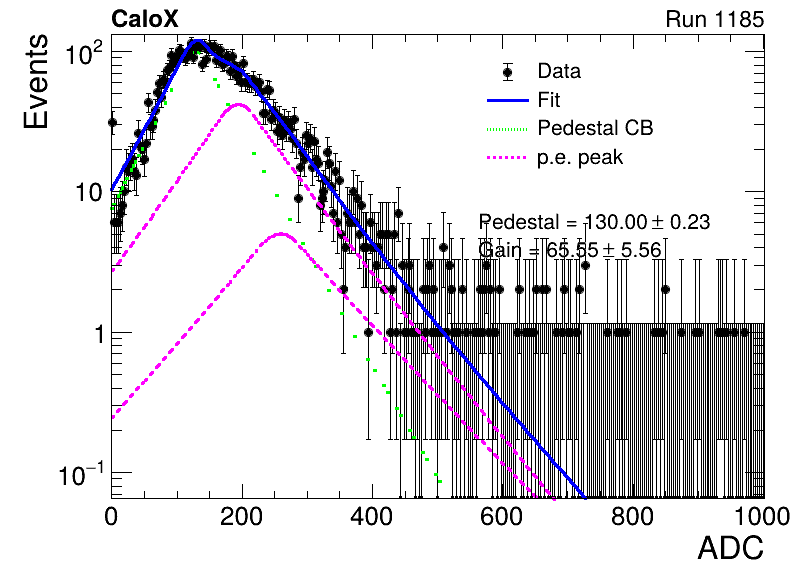 CaloX Run 1185
Events
Data
Fit
Pedestal CB
p.e. peak
Pedestal = 130.00 ± 0.23
Gain = 65.55 ± 5.56
10²
10
1
10⁻¹
0 200 400 600 800 1000
ADC